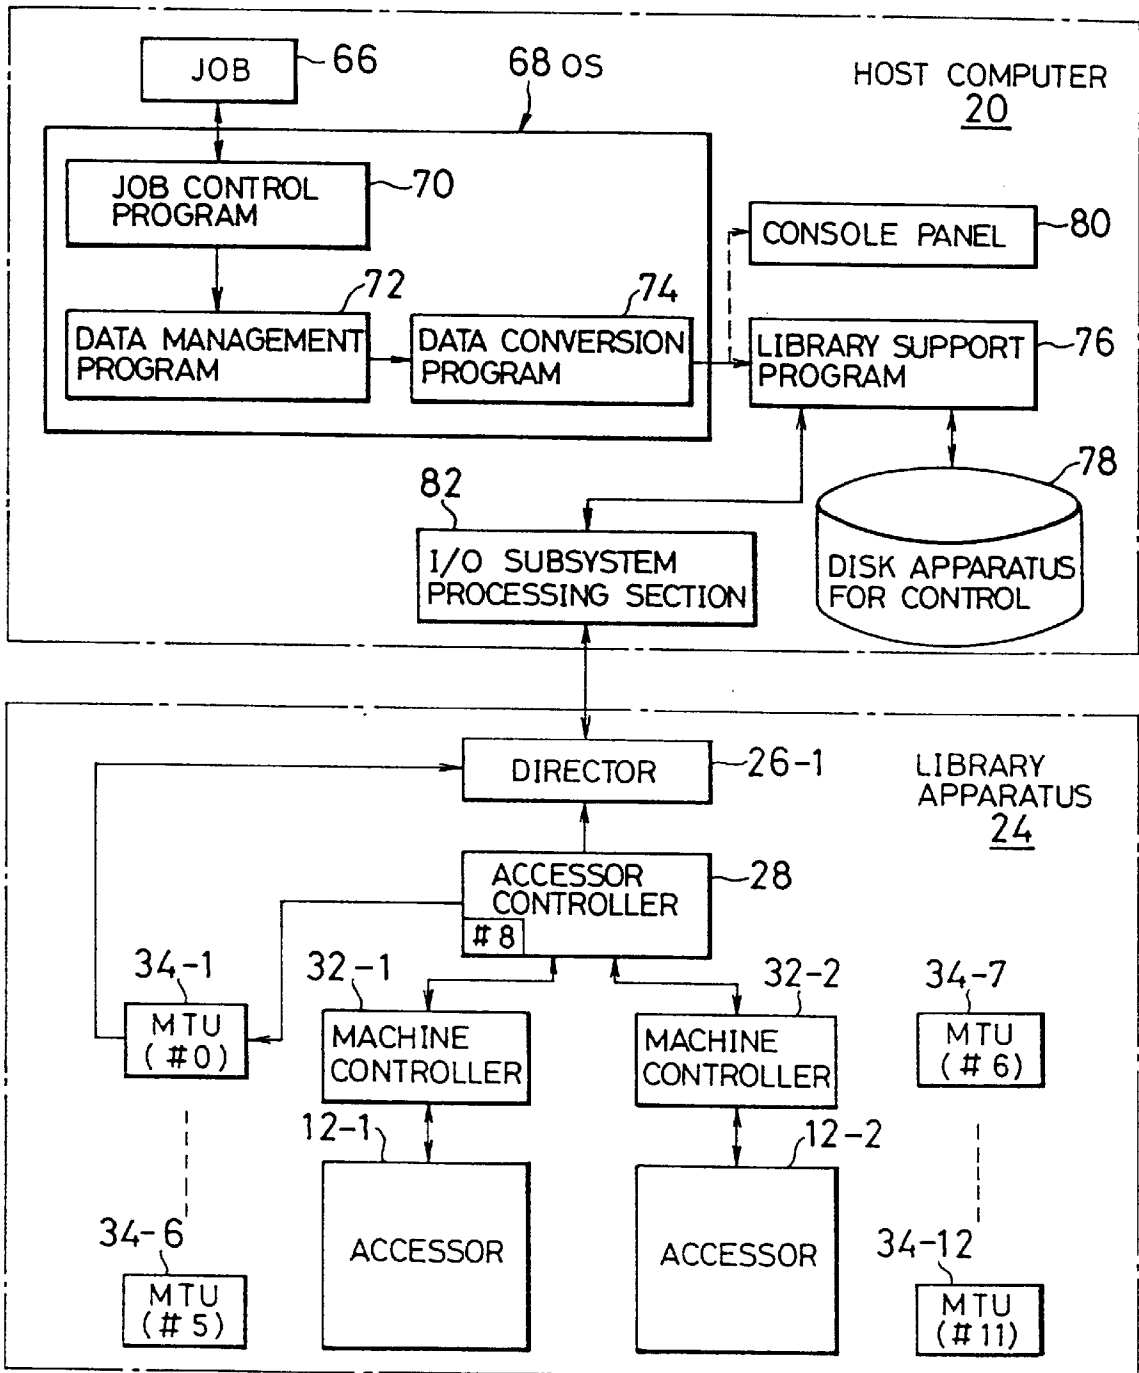 JOB
66
68 OS
HOST COMPUTER
20
JOB CONTROL
PROGRAM
70
CONSOLE PANEL
80
72
DATA MANAGEMENT
PROGRAM
74
DATA CONVERSION
PROGRAM
LIBRARY SUPPORT
PROGRAM
76
78
82
I/O SUBSYSTEM
PROCESSING SECTION
DISK APPARATUS
FOR CONTROL
DIRECTOR
26-1
LIBRARY
APPARATUS
24
ACCESSOR
CONTROLLER
#8
28
34-1
MTU
(#0)
32-1
MACHINE
CONTROLLER
32-2
MACHINE
CONTROLLER
34-7
MTU
(#6)
12-1
ACCESSOR
12-2
ACCESSOR
34-6
MTU
(#5)
34-12
MTU
(#11)